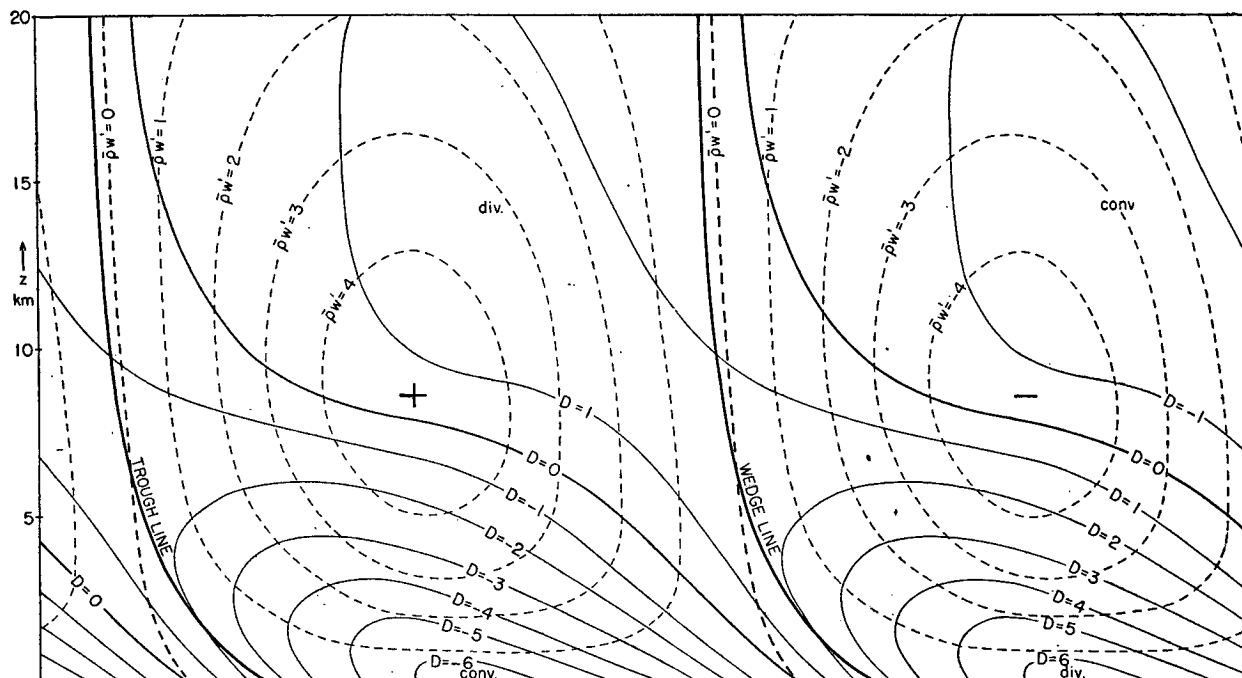 20
15
↑
z
km
10
5
ρ̄w'=0
ρ̄w'=1
ρ̄w'=2
ρ̄w'=3
ρ̄w'=4
div.
+
TROUGH LINE
D=0
D=1
D=0
D=-1
D=-2
D=-3
D=-4
D=-5
D=-6
conv.
ρ̄w'=0
ρ̄w'=-1
ρ̄w'=-2
ρ̄w'=-3
ρ̄w'=-4
conv
−
WEDGE LINE
D=-1
D=0
D=1
D=2
D=3
D=4
D=5
D=6
div.